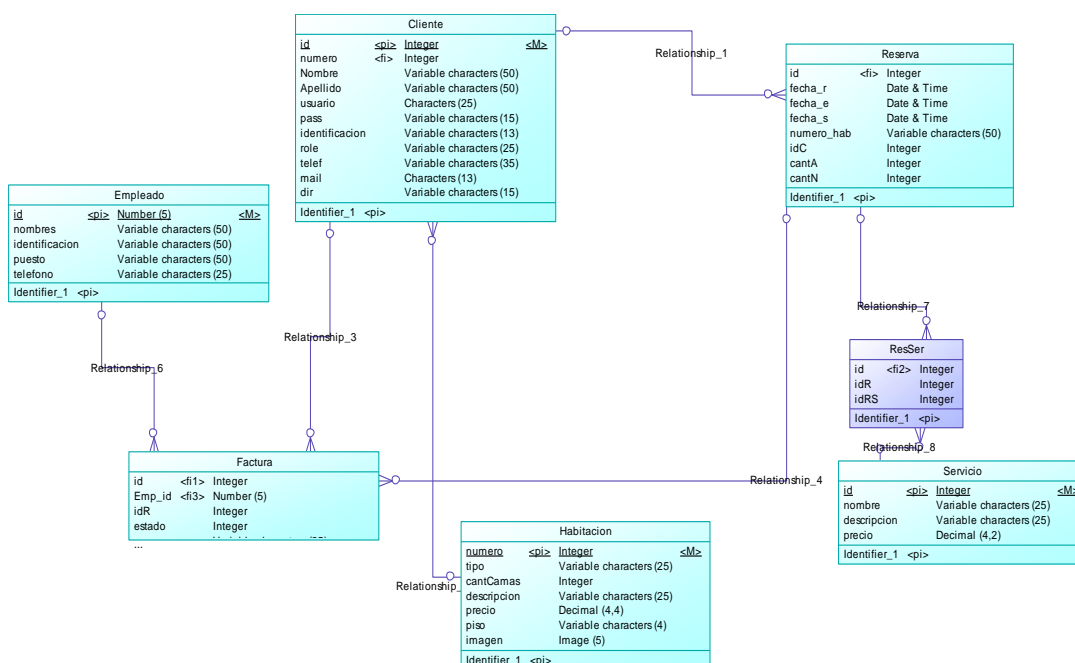 Cliente
id <pi> Integer <M>
numero <fi> Integer
Nombre Variable characters (50)
Apellido Variable characters (50)
usuario Characters (25)
pass Variable characters (15)
identificacion Variable characters (13)
role Variable characters (25)
telef Variable characters (35)
mail Characters (13)
dir Variable characters (15)
Identifier_1 <pi>
Relationship_1
Reserva
id <fi> Integer
fecha_r Date & Time
fecha_e Date & Time
fecha_s Date & Time
numero_hab Variable characters (50)
idC Integer
cantA Integer
cantN Integer
Identifier_1 <pi>
Empleado
id <pi> Number (5) <M>
nombres Variable characters (50)
identificacion Variable characters (50)
puesto Variable characters (50)
telefono Variable characters (25)
Identifier_1 <pi>
Relationship_7
Relationship_3
Relationship_6
ResSer
id <fi2> Integer
idR Integer
idRS Integer
Identifier_1 <pi>
Relationship_8
Factura
id <fi1> Integer
Emp_id <fi3> Number (5)
idR Integer
estado Integer
...
Relationship_4
Servicio
id <pi> Integer <M>
nombre Variable characters (25)
descripcion Variable characters (25)
precio Decimal (4,2)
Identifier_1 <pi>
Habitacion
numero <pi> Integer <M>
tipo Variable characters (25)
cantCamas Integer
descripcion Variable characters (25)
precio Decimal (4,4)
piso Variable characters (4)
imagen Image (5)
Identifier_1 <pi>
Relationship_